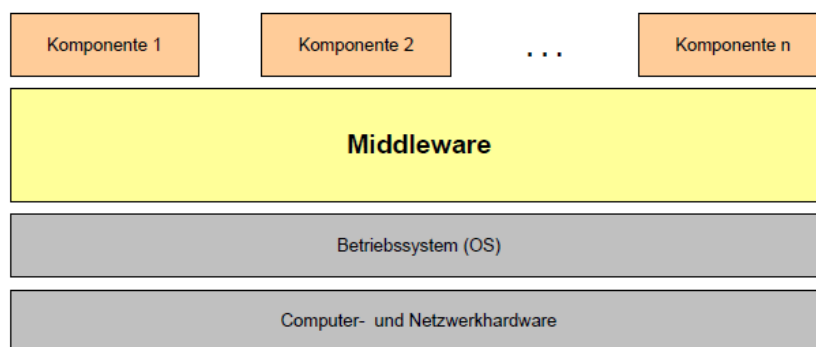 Komponente 1
Komponente 2
. . .
Komponente n
Middleware
Betriebssystem (OS)
Computer- und Netzwerkhardware